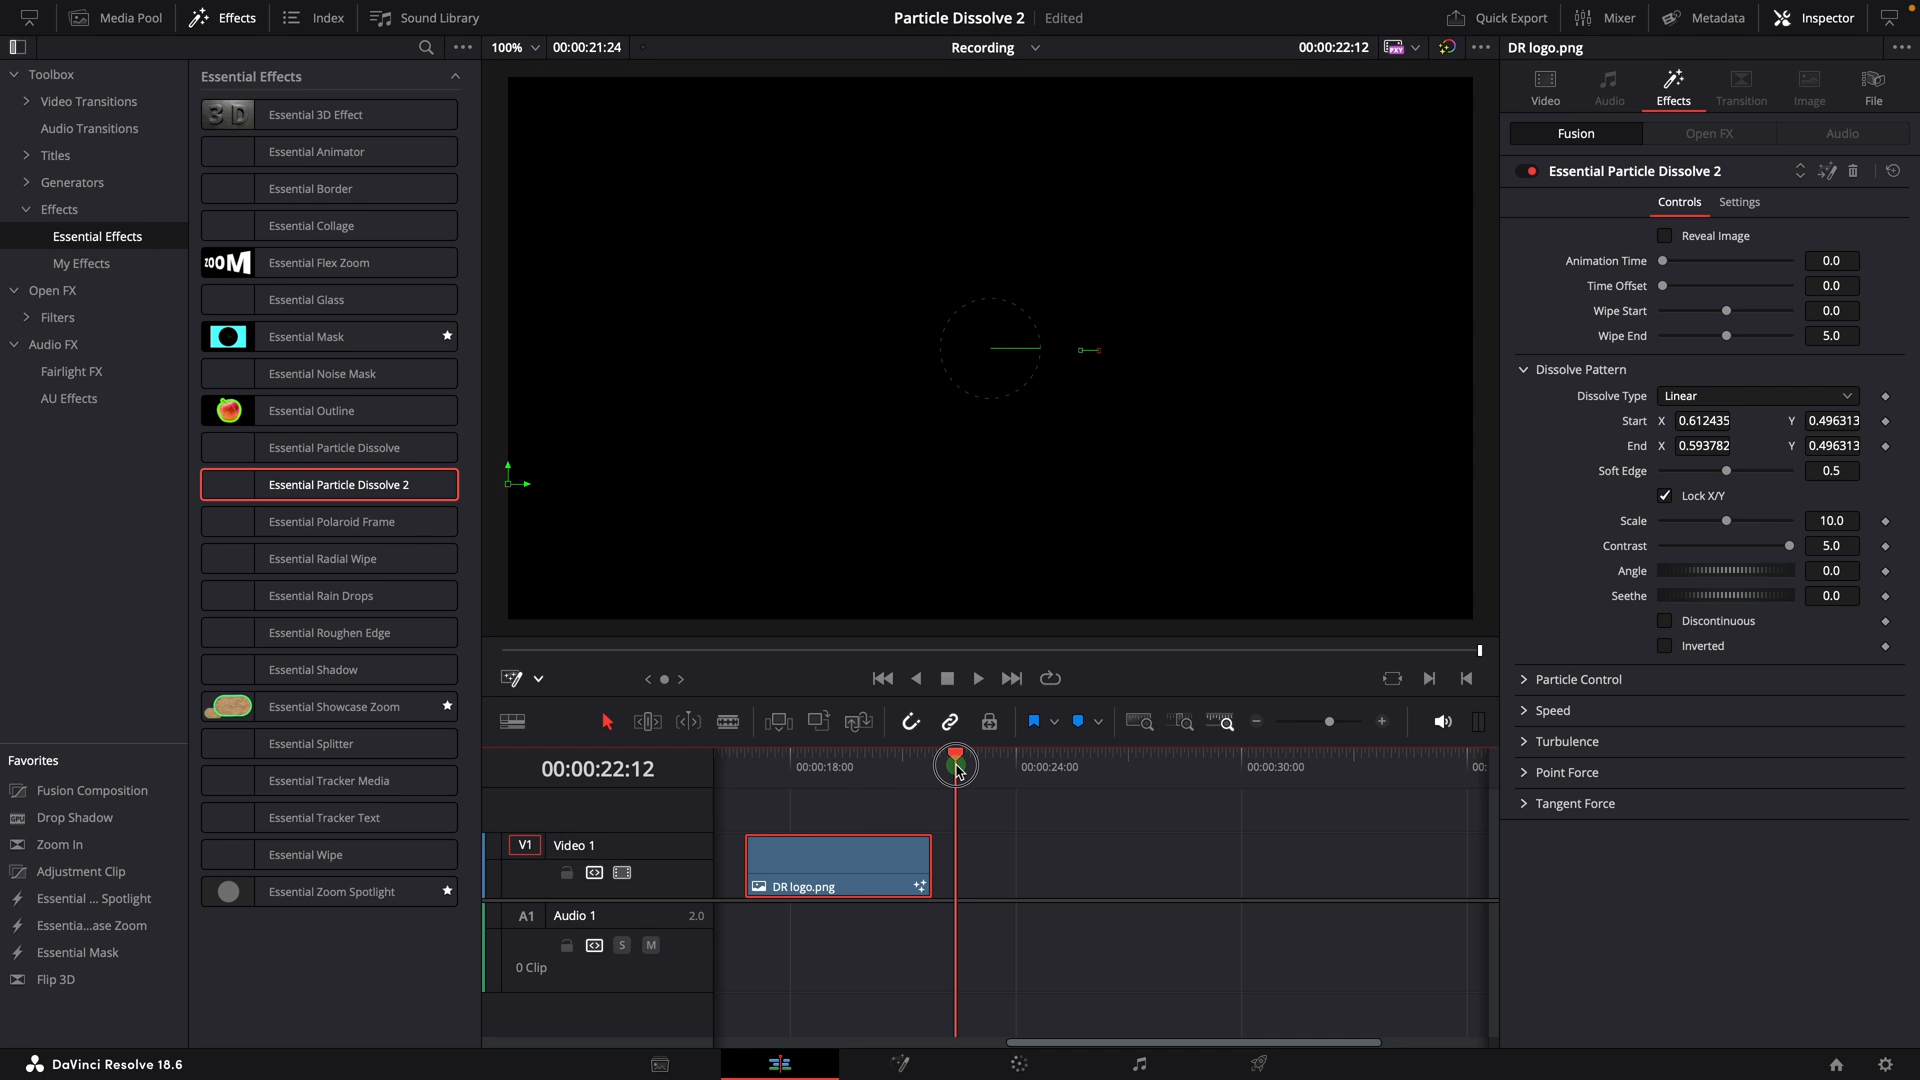 Media Pool
Effects
Index
Sound Library
Particle Dissolve 2
Edited
Quick Export
Mixer
Metadata
Inspector
100%
00:00:21:24
Recording
00:00:22:12
DR logo.png
Toolbox
Video Transitions
Audio Transitions
Titles
Generators
Effects
Essential Effects
My Effects
Open FX
Filters
Audio FX
Fairlight FX
AU Effects
Favorites
Fusion Composition
Drop Shadow
Zoom In
Adjustment Clip
Essential ... Spotlight
Essentia...ase Zoom
Essential Mask
Flip 3D
Essential Effects
3D
Essential 3D Effect
Essential Animator
Essential Border
Essential Collage
ZOOM
Essential Flex Zoom
Essential Glass
Essential Mask
Essential Noise Mask
Essential Outline
Essential Particle Dissolve
Essential Particle Dissolve 2
Essential Polaroid Frame
Essential Radial Wipe
Essential Rain Drops
Essential Roughen Edge
Essential Shadow
Essential Showcase Zoom
Essential Splitter
Essential Tracker Media
Essential Tracker Text
Essential Wipe
Essential Zoom Spotlight
Video
Audio
Effects
Transition
Image
File
Fusion
Open FX
Audio
Essential Particle Dissolve 2
Controls
Settings
Reveal Image
Animation Time 0.0
Time Offset 0.0
Wipe Start 0.0
Wipe End 5.0
Dissolve Pattern
Dissolve Type Linear
Start X 0.612435 Y 0.496313
End X 0.593782 Y 0.496313
Soft Edge 0.5
Lock X/Y
Scale 10.0
Contrast 5.0
Angle 0.0
Seethe 0.0
Discontinuous
Inverted
Particle Control
Speed
Turbulence
Point Force
Tangent Force
00:00:22:12
00:00:18:00
00:00:24:00
00:00:30:00
00:
V1
Video 1
DR logo.png
A1
Audio 1
2.0
S
M
0 Clip
DaVinci Resolve 18.6